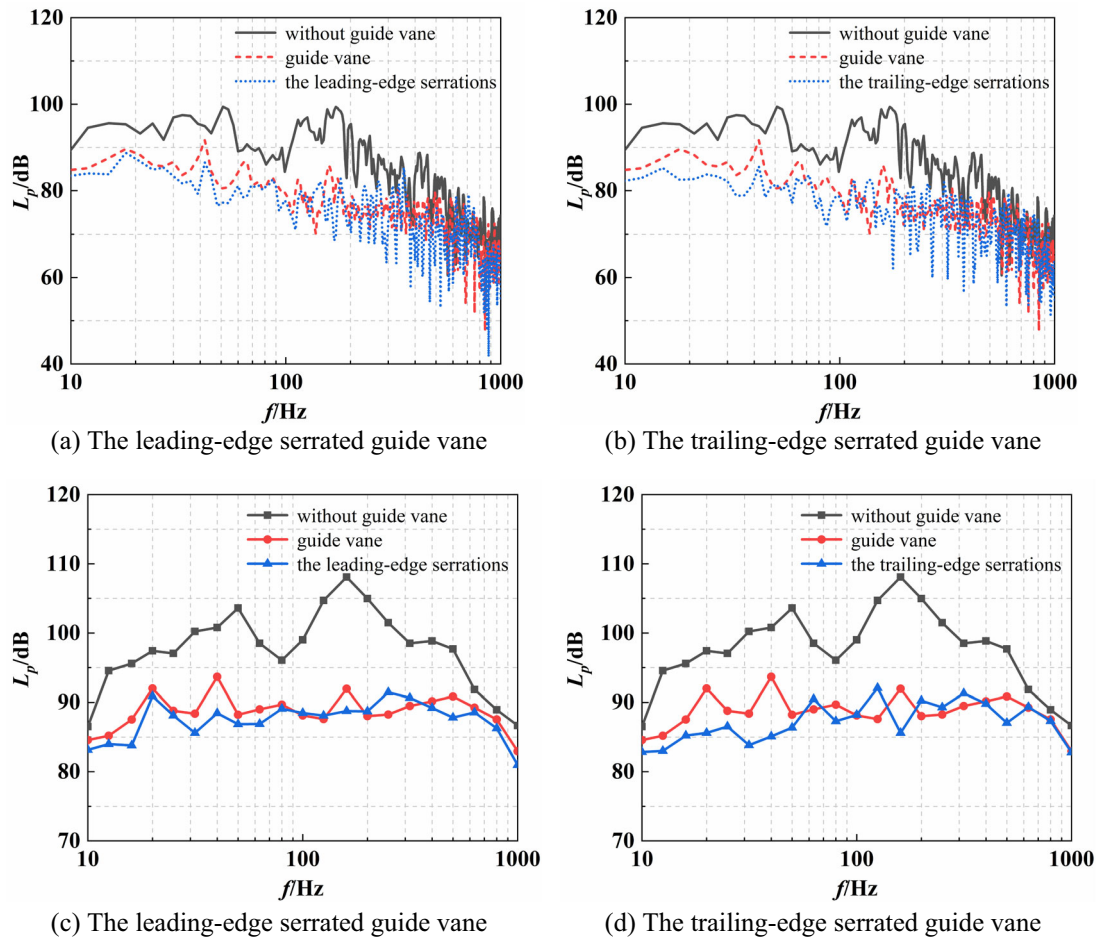 120
100
80
60
40
L_p/dB
without guide vane
guide vane
the leading-edge serrations
10 100 1000
f/Hz
(a) The leading-edge serrated guide vane
120
100
80
60
40
L_p/dB
without guide vane
guide vane
the trailing-edge serrations
10 100 1000
f/Hz
(b) The trailing-edge serrated guide vane
120
110
100
90
80
70
L_p/dB
without guide vane
guide vane
the leading-edge serrations
10 100 1000
f/Hz
(c) The leading-edge serrated guide vane
120
110
100
90
80
70
L_p/dB
without guide vane
guide vane
the trailing-edge serrations
10 100 1000
f/Hz
(d) The trailing-edge serrated guide vane